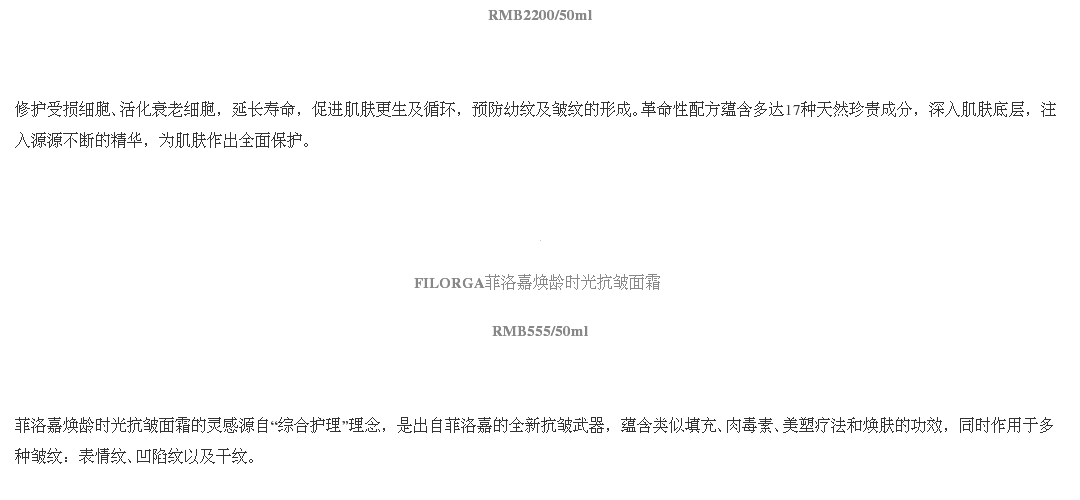 RMB2200/50ml
修护受损细胞、活化衰老细胞，延长寿命，促进肌肤更生及循环，预防幼纹及皱纹的形成。革命性配方蕴含多达17种天然珍贵成分，深入肌肤底层，注
入源源不断的精华，为肌肤作出全面保护。
FILORGA菲洛嘉焕龄时光抗皱面霜
RMB555/50ml
菲洛嘉焕龄时光抗皱面霜的灵感源自“综合护理”理念，是出自菲洛嘉的全新抗皱武器，蕴含类似填充、肉毒素、美塑疗法和焕肤的功效，同时作用于多
种皱纹：表情纹、凹陷纹以及干纹。